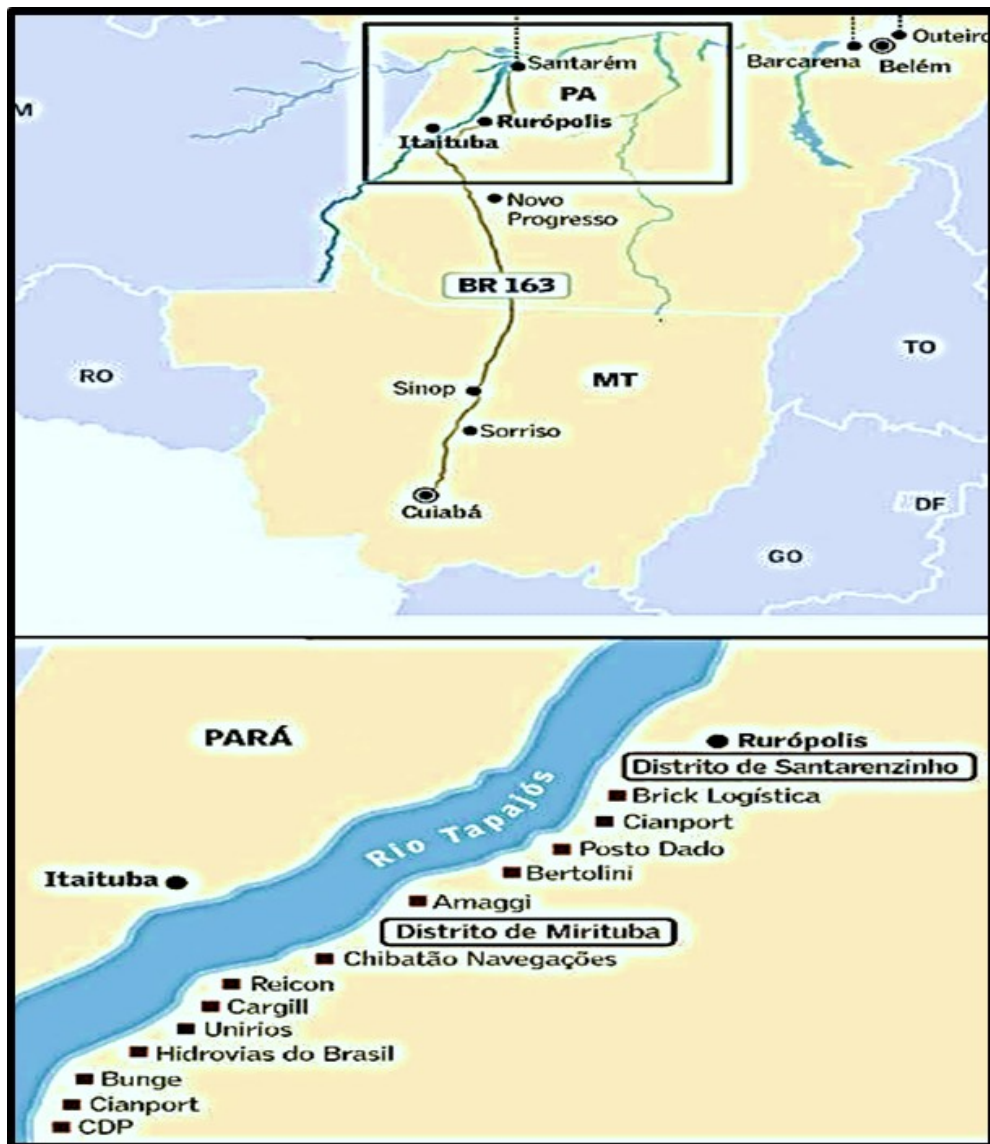 Outeiro
Barcarena
Belém
Santarém
PA
M
Rurópolis
Itaituba
Novo
Progresso
BR 163
TO
RO
MT
Sinop
Sorriso
Cuiabá
DF
GO
PARÁ
Rurópolis
Distrito de Santarenzinho
Brick Logística
Cianport
Rio Tapajós
Posto Dado
Bertolini
Itaituba
Amaggi
Distrito de Mirituba
Chibatão Navegações
Reicon
Cargill
Unirios
Hidrovias do Brasil
Bunge
Cianport
CDP